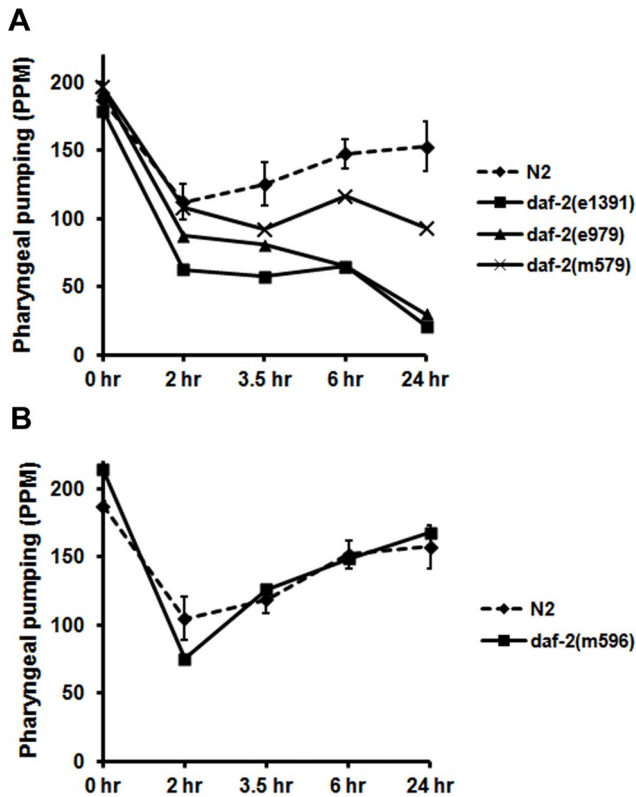 A
Pharyngeal pumping (PPM)
200
150
100
50
0
0 hr 2 hr 3.5 hr 6 hr 24 hr
N2
daf-2(e1391)
daf-2(e979)
daf-2(m579)
B
Pharyngeal pumping (PPM)
200
150
100
50
0
0 hr 2 hr 3.5 hr 6 hr 24 hr
N2
daf-2(m596)